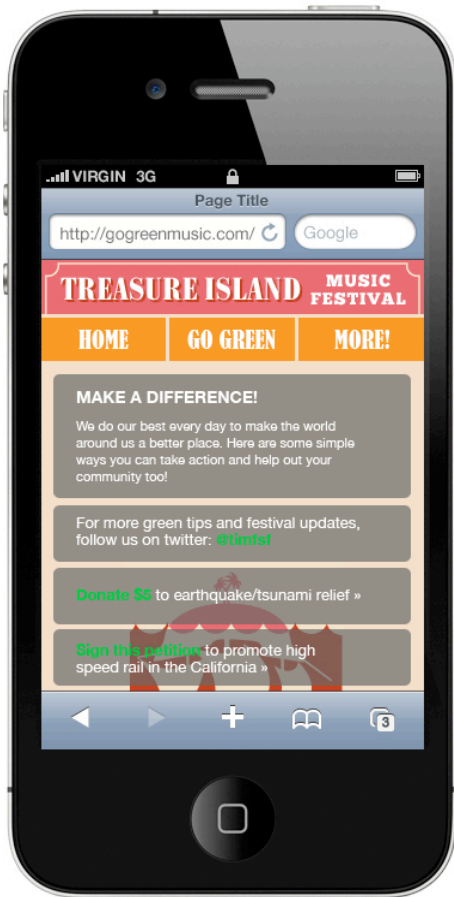 VIRGIN 3G
Page Title
http://gogreenmusic.com/ Google
TREASURE ISLAND MUSIC FESTIVAL
HOME GO GREEN MORE!
MAKE A DIFFERENCE!
We do our best every day to make the world
around us a better place. Here are some simple
ways you can take action and help out your
community too!
For more green tips and festival updates,
follow us on twitter: @timfsf
Donate $5 to earthquake/tsunami relief »
Sign this petition to promote high
speed rail in the California »
3